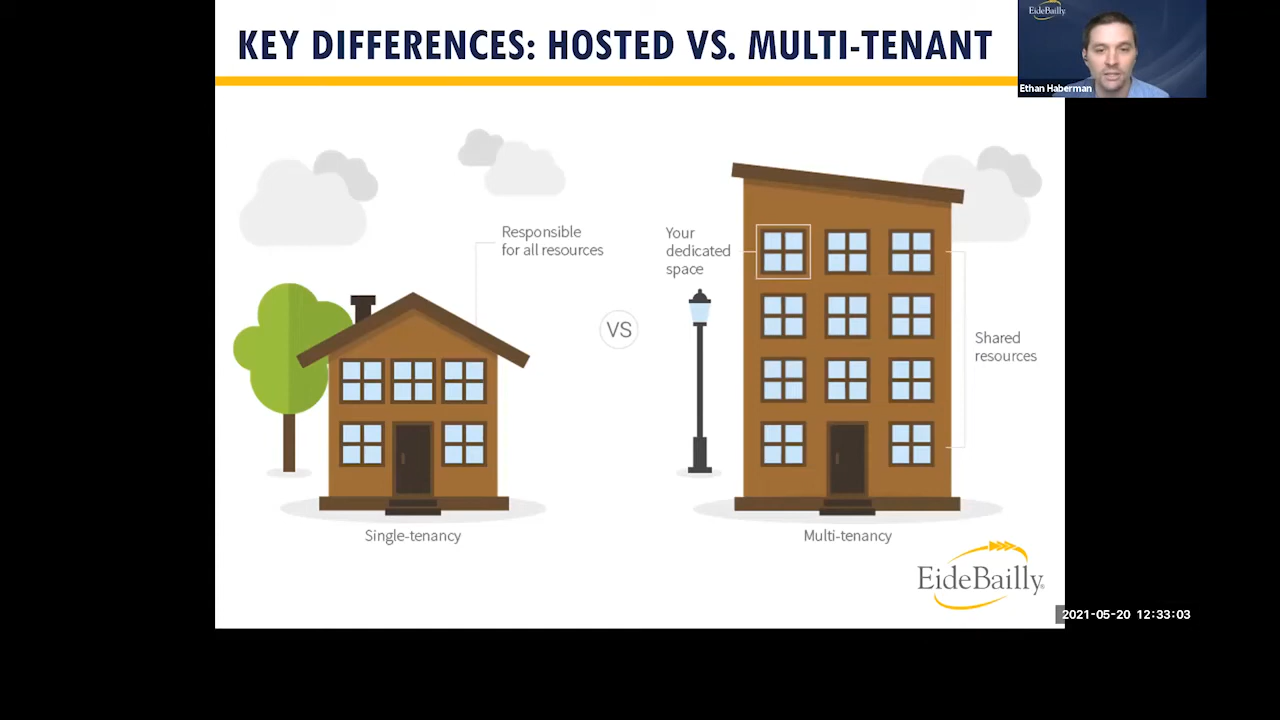 KEY DIFFERENCES: HOSTED VS. MULTI-TENANT
EideBailly
Ethan Haberman
Responsible
for all resources
Your
dedicated
space
VS
Shared
resources
Single-tenancy
Multi-tenancy
EideBailly®
2021-05-20 12:33:03